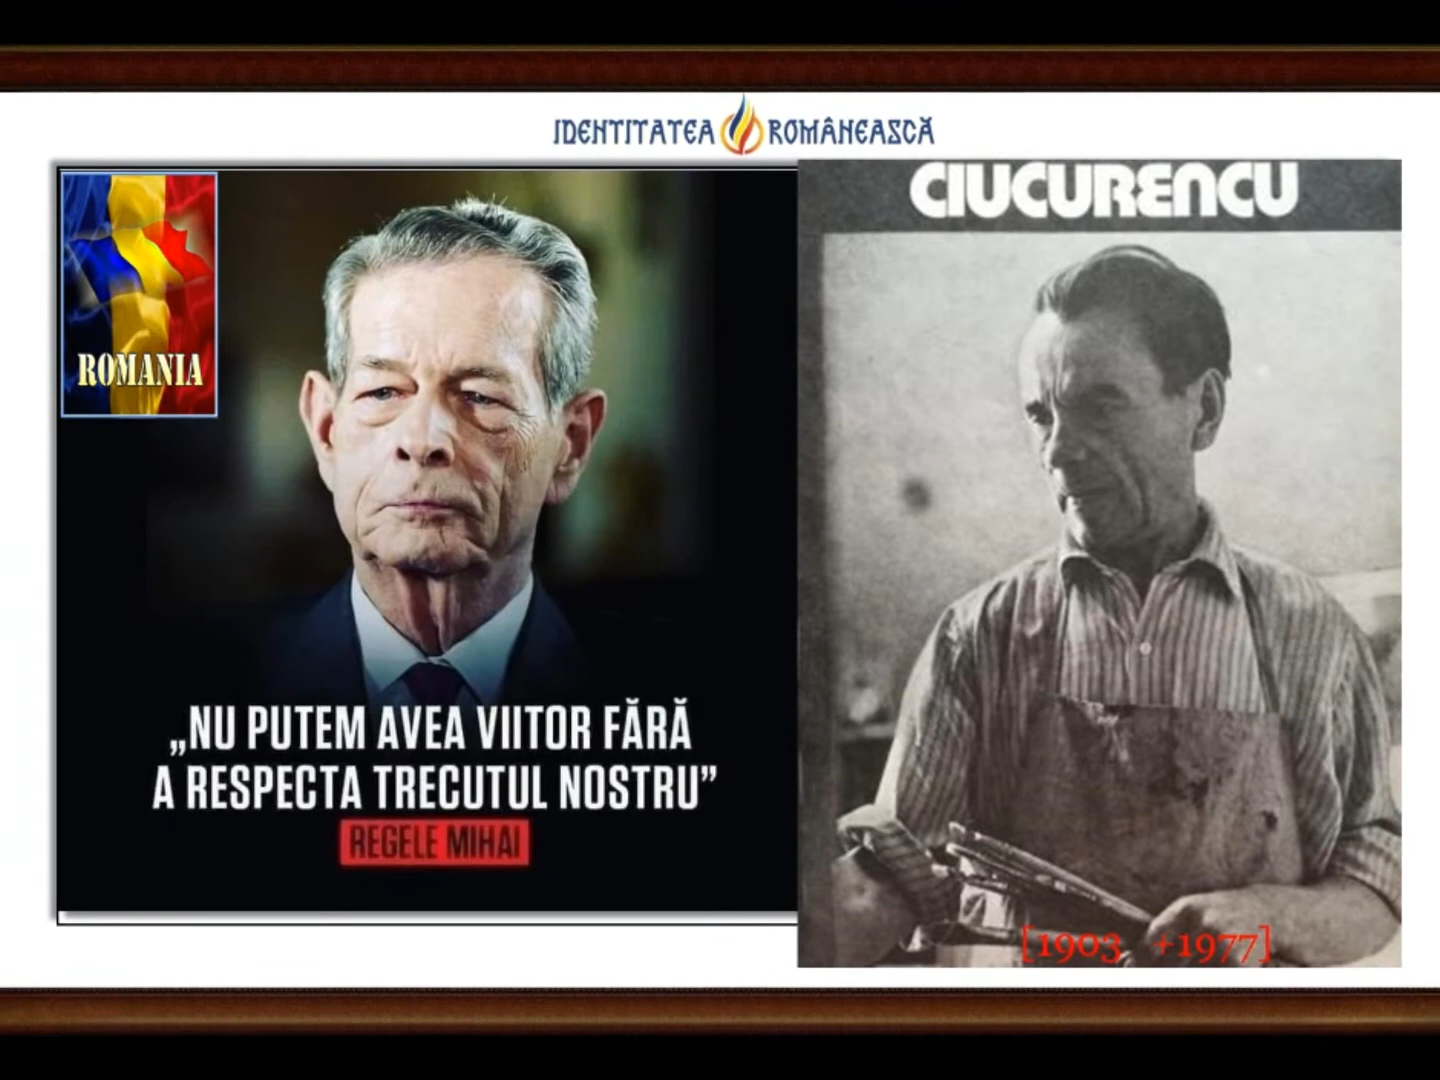 IDENTITATEA ROMÂNEASCĂ
ROMANIA
„NU PUTEM AVEA VIITOR FĂRĂ
A RESPECTA TRECUTUL NOSTRU”
REGELE MIHAI
CIUCURENCU
[1903 +1977]